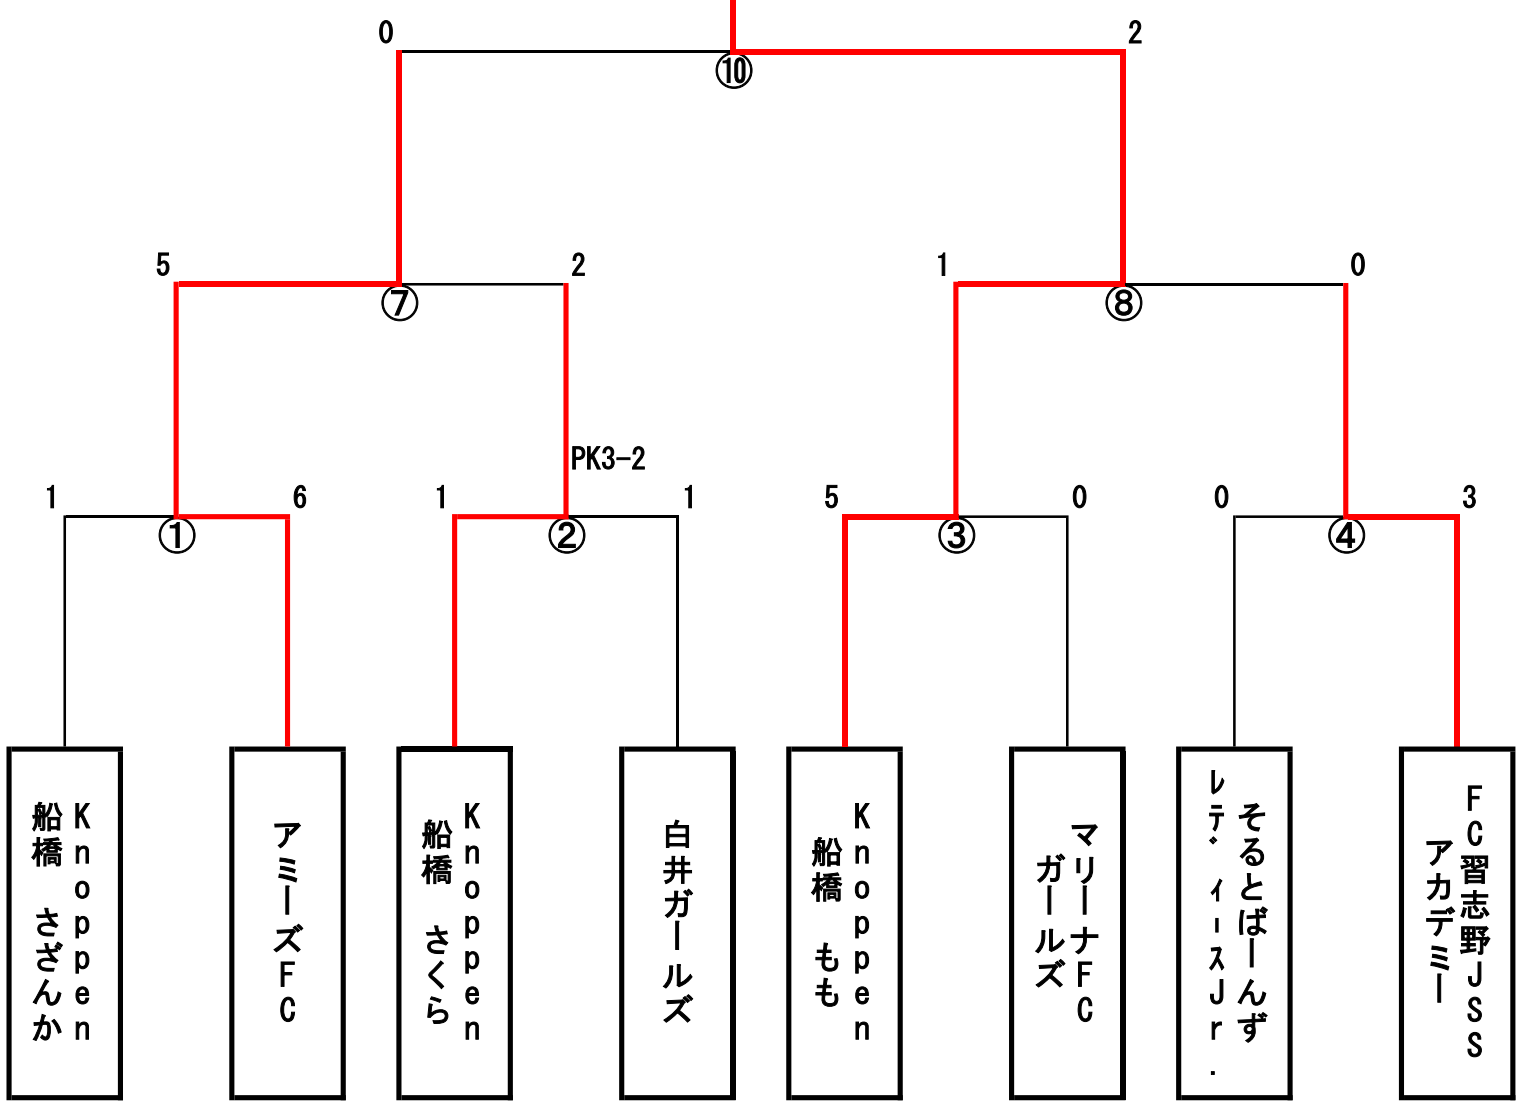 0
2
⑩
5
2
1
0
⑦
⑧
PK3-2
1
6
1
1
5
0
0
3
①
②
③
④
Knoppen
船橋　さざんか
アミーズFC
Knoppen
船橋　さくら
白井ガールズ
Knoppen
船橋　もも
マリーナFC
ガールズ
そるとばーんず
ﾚﾃﾞｨｰｽJr.
FC習志野JSS
アカデミー